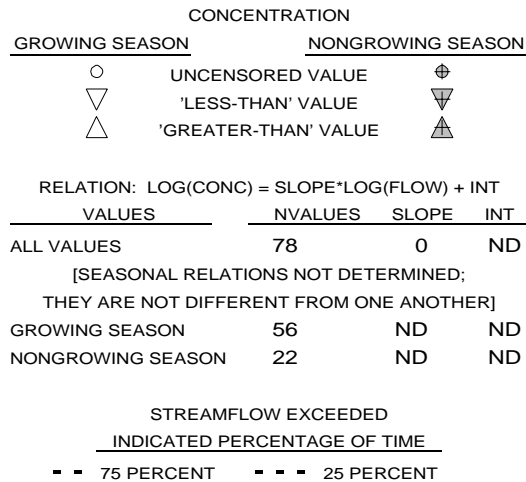 CONCENTRATION
GROWING SEASON NONGROWING SEASON
UNCENSORED VALUE
'LESS-THAN' VALUE
'GREATER-THAN' VALUE
RELATION: LOG(CONC) = SLOPE*LOG(FLOW) + INT
VALUES NVALUES SLOPE INT
ALL VALUES 78 0 ND
[SEASONAL RELATIONS NOT DETERMINED;
THEY ARE NOT DIFFERENT FROM ONE ANOTHER]
GROWING SEASON 56 ND ND
NONGROWING SEASON 22 ND ND
STREAMFLOW EXCEEDED
INDICATED PERCENTAGE OF TIME
75 PERCENT 25 PERCENT